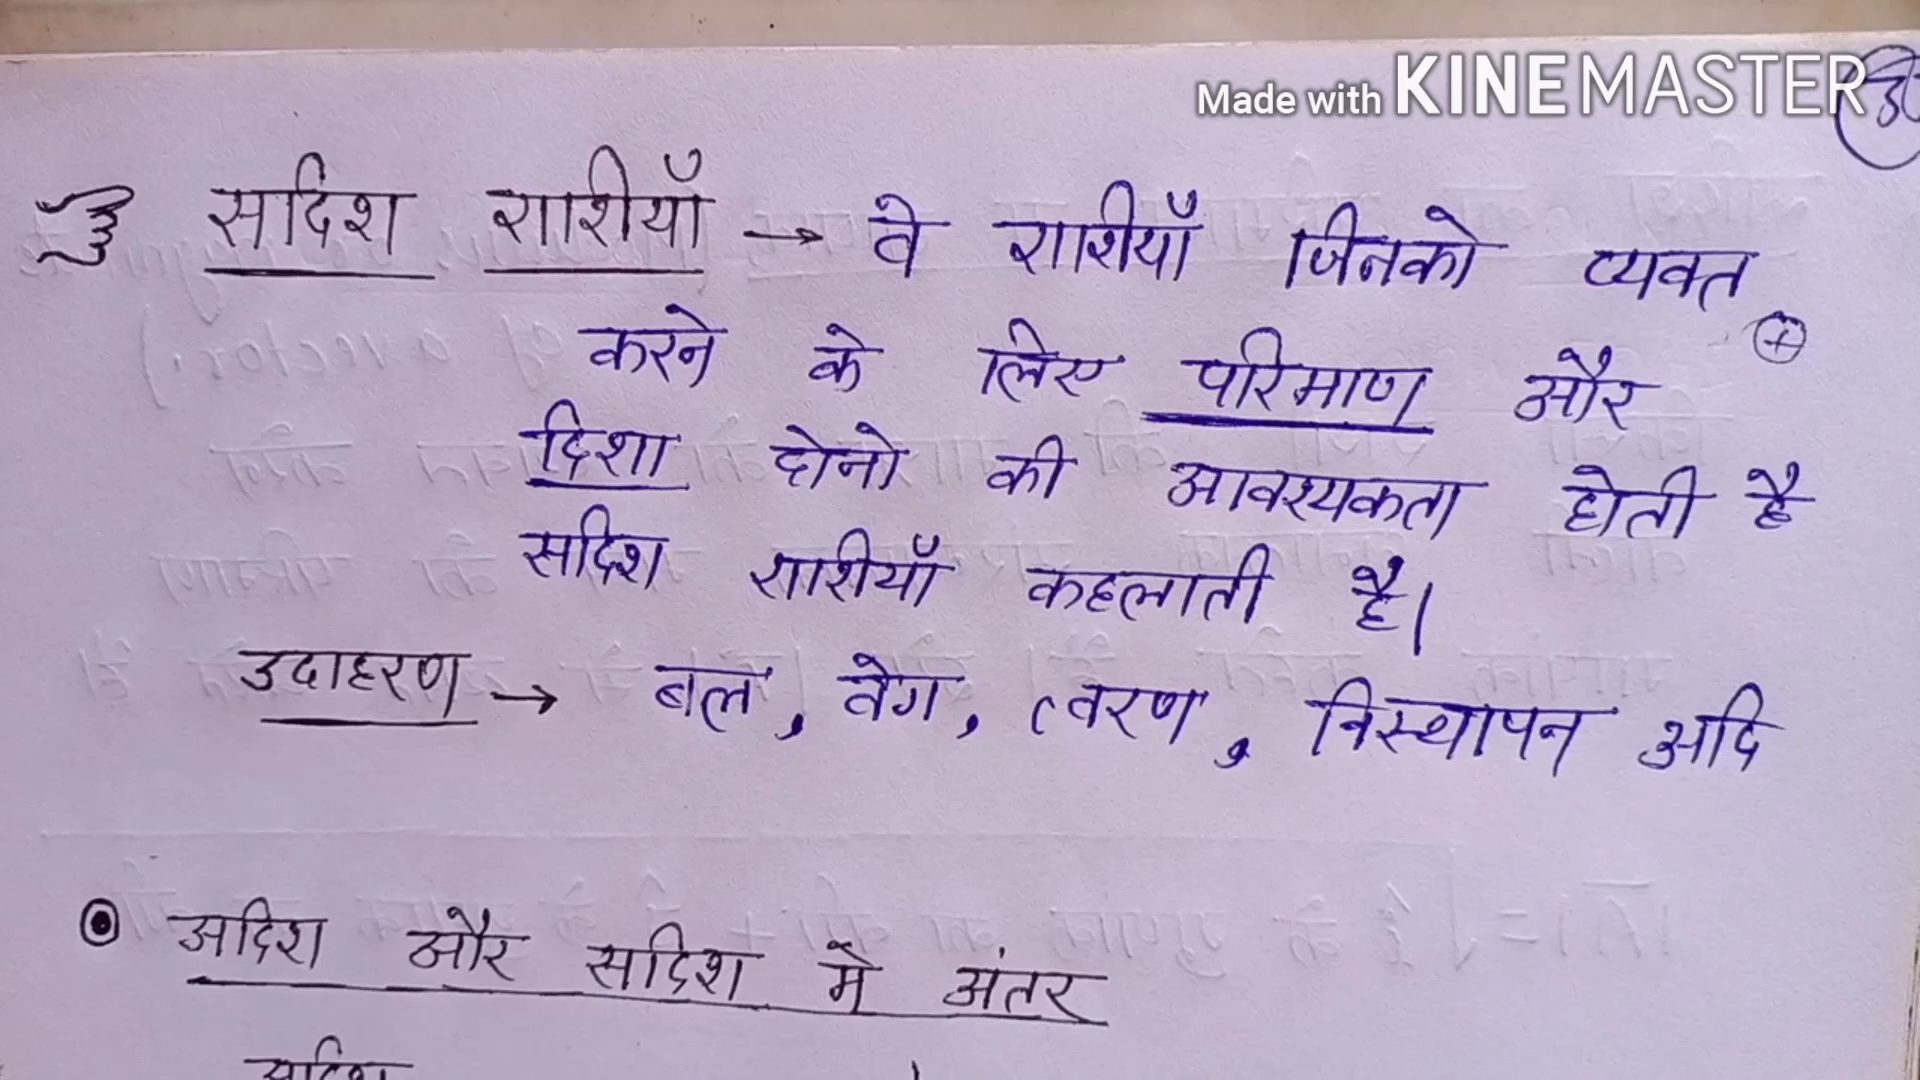 Made with KINEMASTER
सदिश राशीयाँ → वे राशीयाँ जिनको व्यक्त
करने के लिए परिमाण और
दिशा दोनो की आवश्यकता होती है
सदिश राशीयाँ कहलाती है।
उदाहरण → बल, वेग, त्वरण, विस्थापन आदि
अदिश और सदिश में अंतर
अदिश